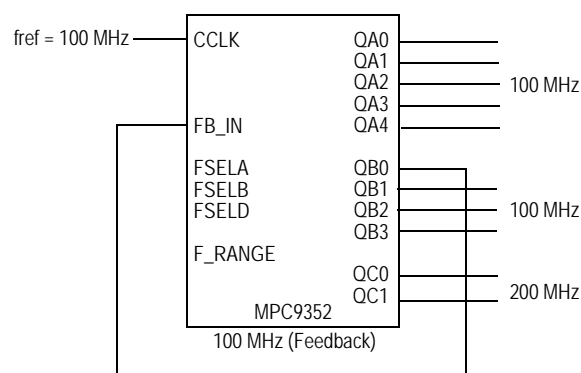 fref = 100 MHz
CCLK
QA0
QA1
QA2
QA3
QA4
100 MHz
FB_IN
FSELA
FSELB
FSELD
QB0
QB1
QB2
QB3
100 MHz
F_RANGE
QC0
QC1
200 MHz
MPC9352
100 MHz (Feedback)